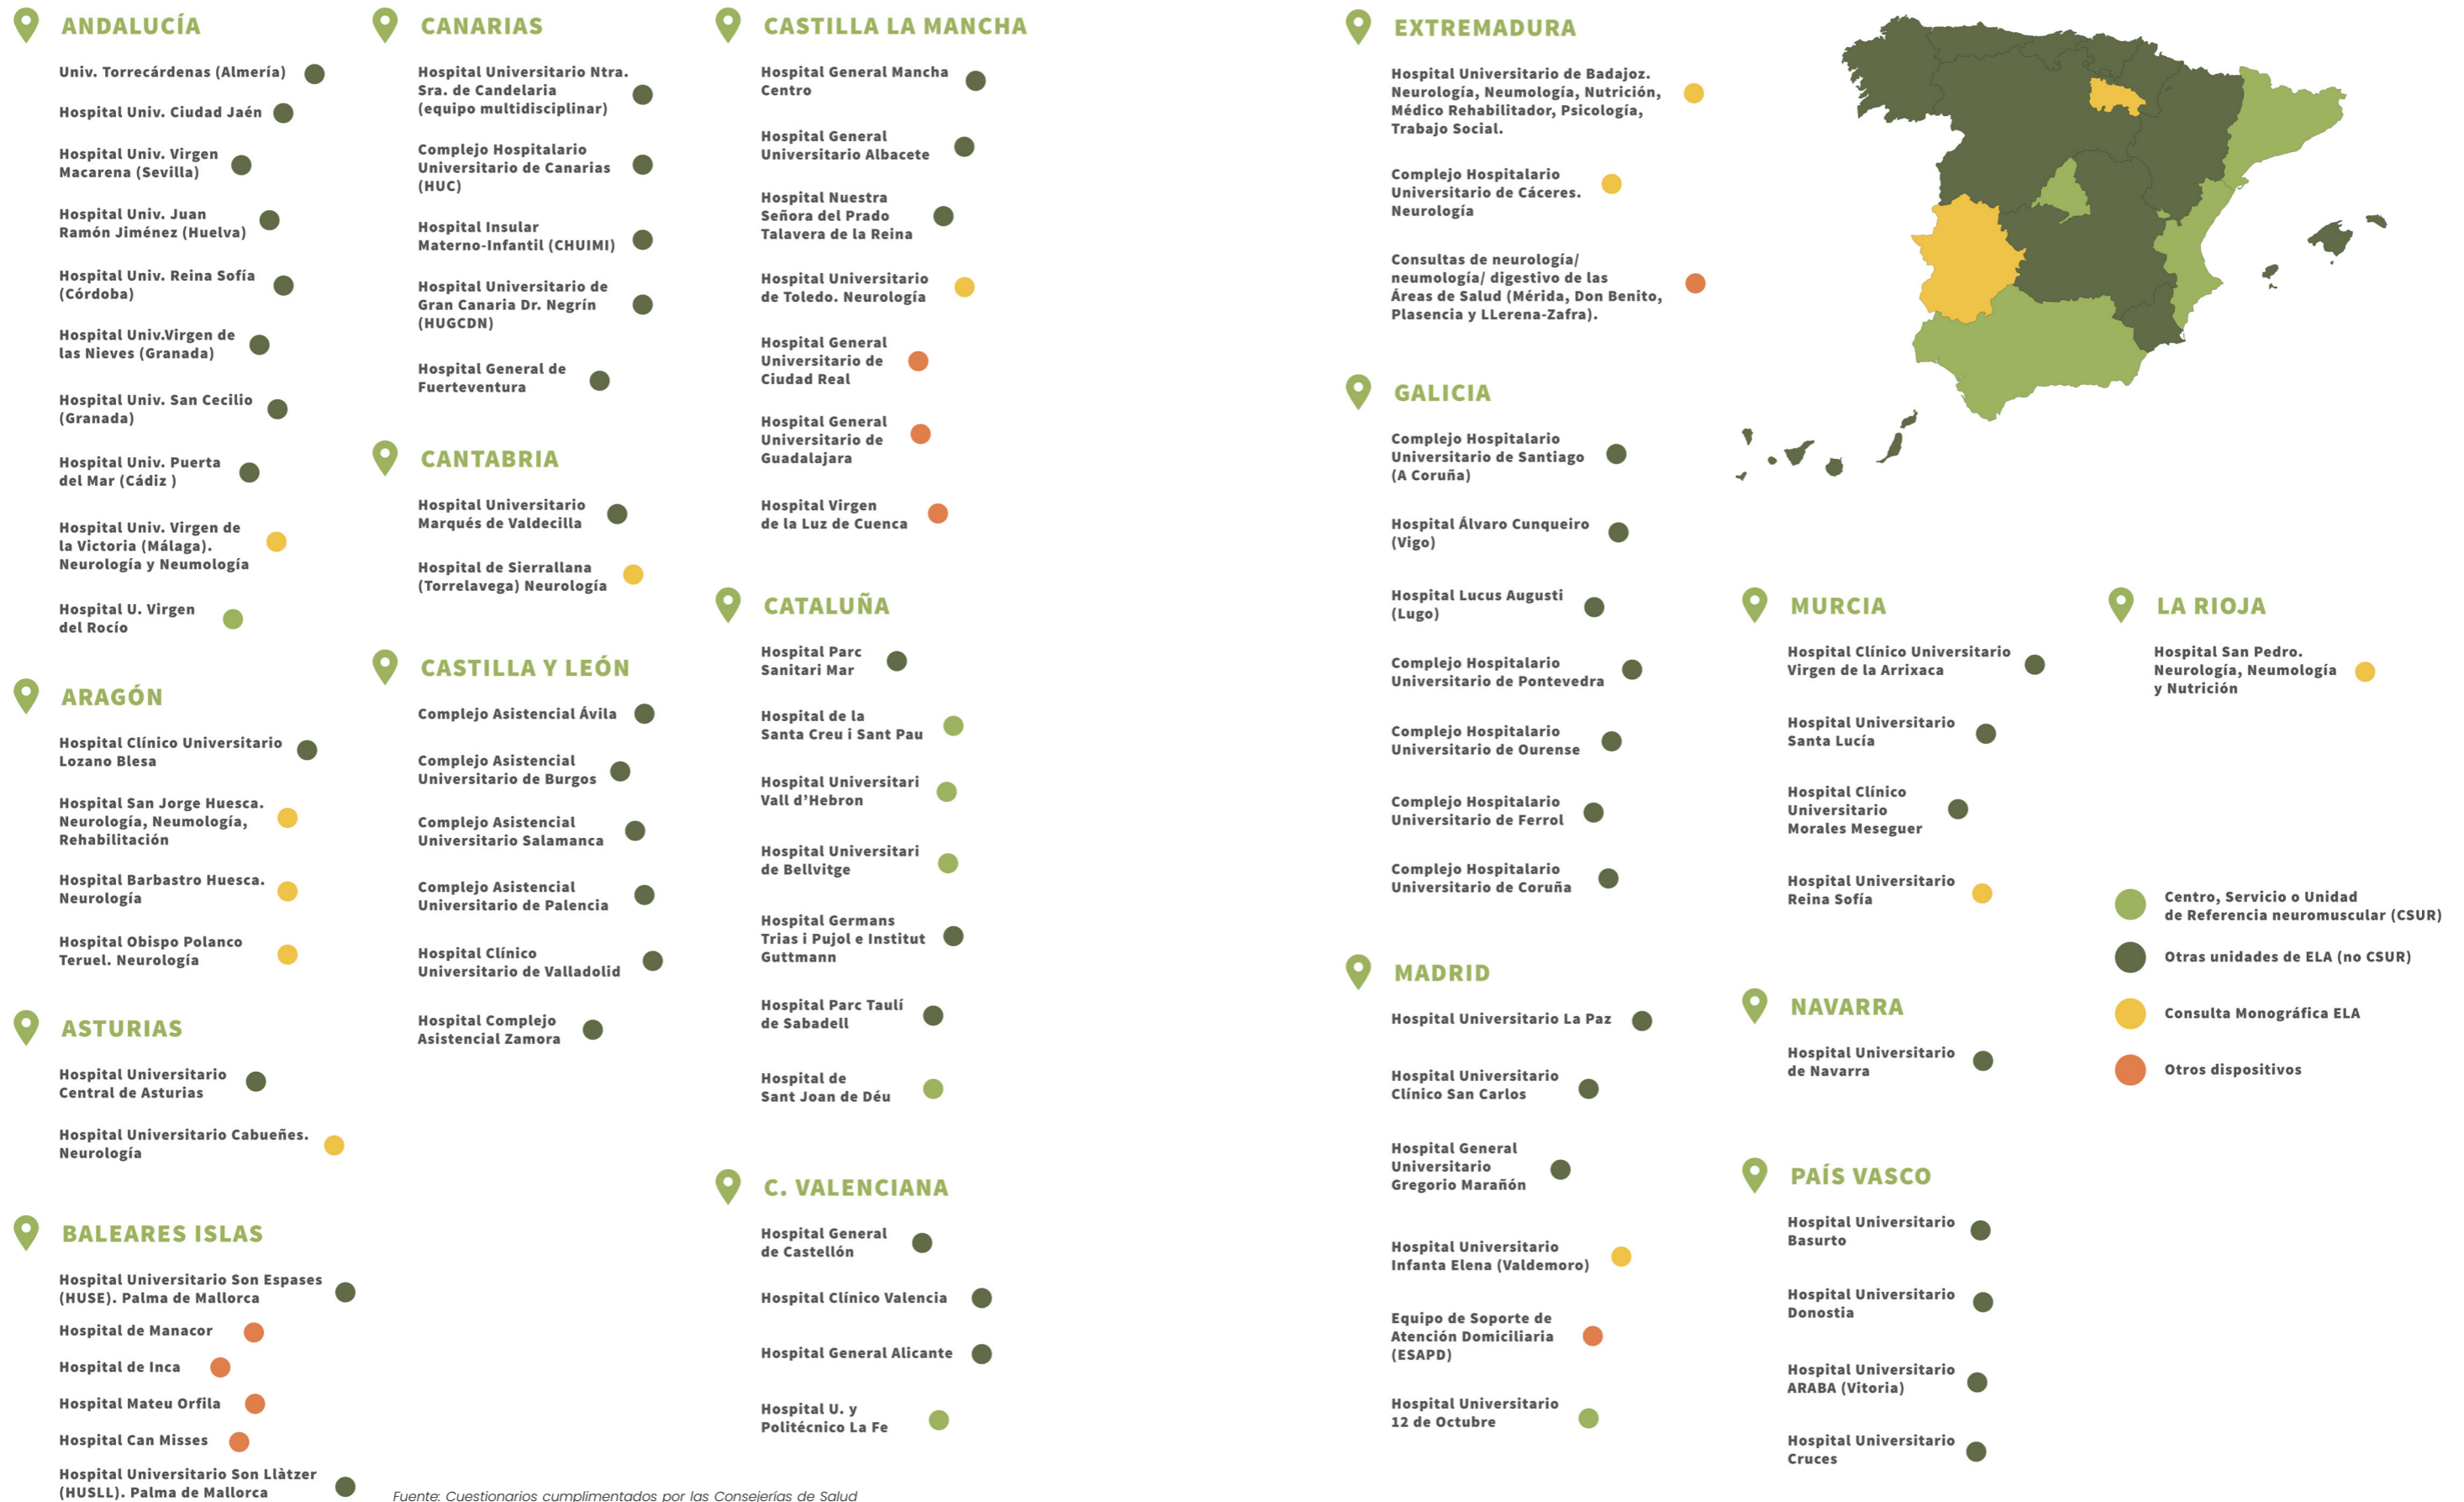 ANDALUCÍA
Univ. Torrecárdenas (Almería)
Hospital Univ. Ciudad Jaén
Hospital Univ. Virgen
Macarena (Sevilla)
Hospital Univ. Juan
Ramón Jiménez (Huelva)
Hospital Univ. Reina Sofía
(Córdoba)
Hospital Univ.Virgen de
las Nieves (Granada)
Hospital Univ. San Cecilio
(Granada)
Hospital Univ. Puerta
del Mar (Cádiz )
Hospital Univ. Virgen de
la Victoria (Málaga).
Neurología y Neumología
Hospital U. Virgen
del Rocío
ARAGÓN
Hospital Clínico Universitario
Lozano Blesa
Hospital San Jorge Huesca.
Neurología, Neumología,
Rehabilitación
Hospital Barbastro Huesca.
Neurología
Hospital Obispo Polanco
Teruel. Neurología
ASTURIAS
Hospital Universitario
Central de Asturias
Hospital Universitario Cabueñes.
Neurología
BALEARES ISLAS
Hospital Universitario Son Espases
(HUSE). Palma de Mallorca
Hospital de Manacor
Hospital de Inca
Hospital Mateu Orfila
Hospital Can Misses
Hospital Universitario Son Llàtzer
(HUSLL). Palma de Mallorca
CANARIAS
Hospital Universitario Ntra.
Sra. de Candelaria
(equipo multidisciplinar)
Complejo Hospitalario
Universitario de Canarias
(HUC)
Hospital Insular
Materno-Infantil (CHUIMI)
Hospital Universitario de
Gran Canaria Dr. Negrín
(HUGCDN)
Hospital General de
Fuerteventura
CANTABRIA
Hospital Universitario
Marqués de Valdecilla
Hospital de Sierrallana
(Torrelavega) Neurología
CASTILLA Y LEÓN
Complejo Asistencial Ávila
Complejo Asistencial
Universitario de Burgos
Complejo Asistencial
Universitario Salamanca
Complejo Asistencial
Universitario de Palencia
Hospital Clínico
Universitario de Valladolid
Hospital Complejo
Asistencial Zamora
CASTILLA LA MANCHA
Hospital General Mancha
Centro
Hospital General
Universitario Albacete
Hospital Nuestra
Señora del Prado
Talavera de la Reina
Hospital Universitario
de Toledo. Neurología
Hospital General
Universitario de
Ciudad Real
Hospital General
Universitario de
Guadalajara
Hospital Virgen
de la Luz de Cuenca
CATALUÑA
Hospital Parc
Sanitari Mar
Hospital de la
Santa Creu i Sant Pau
Hospital Universitari
Vall d’Hebron
Hospital Universitari
de Bellvitge
Hospital Germans
Trias i Pujol e Institut
Guttmann
Hospital Parc Taulí
de Sabadell
Hospital de
Sant Joan de Déu
C. VALENCIANA
Hospital General
de Castellón
Hospital Clínico Valencia
Hospital General Alicante
Hospital U. y
Politécnico La Fe
Fuente: Cuestionarios cumplimentados por las Consejerías de Salud
EXTREMADURA
Hospital Universitario de Badajoz.
Neurología, Neumología, Nutrición,
Médico Rehabilitador, Psicología,
Trabajo Social.
Complejo Hospitalario
Universitario de Cáceres.
Neurología
Consultas de neurología/
neumología/ digestivo de las
Áreas de Salud (Mérida, Don Benito,
Plasencia y LLerena-Zafra).
GALICIA
Complejo Hospitalario
Universitario de Santiago
(A Coruña)
Hospital Álvaro Cunqueiro
(Vigo)
Hospital Lucus Augusti
(Lugo)
Complejo Hospitalario
Universitario de Pontevedra
Complejo Hospitalario
Universitario de Ourense
Complejo Hospitalario
Universitario de Ferrol
Complejo Hospitalario
Universitario de Coruña
MADRID
Hospital Universitario La Paz
Hospital Universitario
Clínico San Carlos
Hospital General
Universitario
Gregorio Marañón
Hospital Universitario
Infanta Elena (Valdemoro)
Equipo de Soporte de
Atención Domiciliaria
(ESAPD)
Hospital Universitario
12 de Octubre
MURCIA
Hospital Clínico Universitario
Virgen de la Arrixaca
Hospital Universitario
Santa Lucía
Hospital Clínico
Universitario
Morales Meseguer
Hospital Universitario
Reina Sofía
NAVARRA
Hospital Universitario
de Navarra
PAÍS VASCO
Hospital Universitario
Basurto
Hospital Universitario
Donostia
Hospital Universitario
ARABA (Vitoria)
Hospital Universitario
Cruces
LA RIOJA
Hospital San Pedro.
Neurología, Neumología
y Nutrición
Centro, Servicio o Unidad
de Referencia neuromuscular (CSUR)
Otras unidades de ELA (no CSUR)
Consulta Monográfica ELA
Otros dispositivos